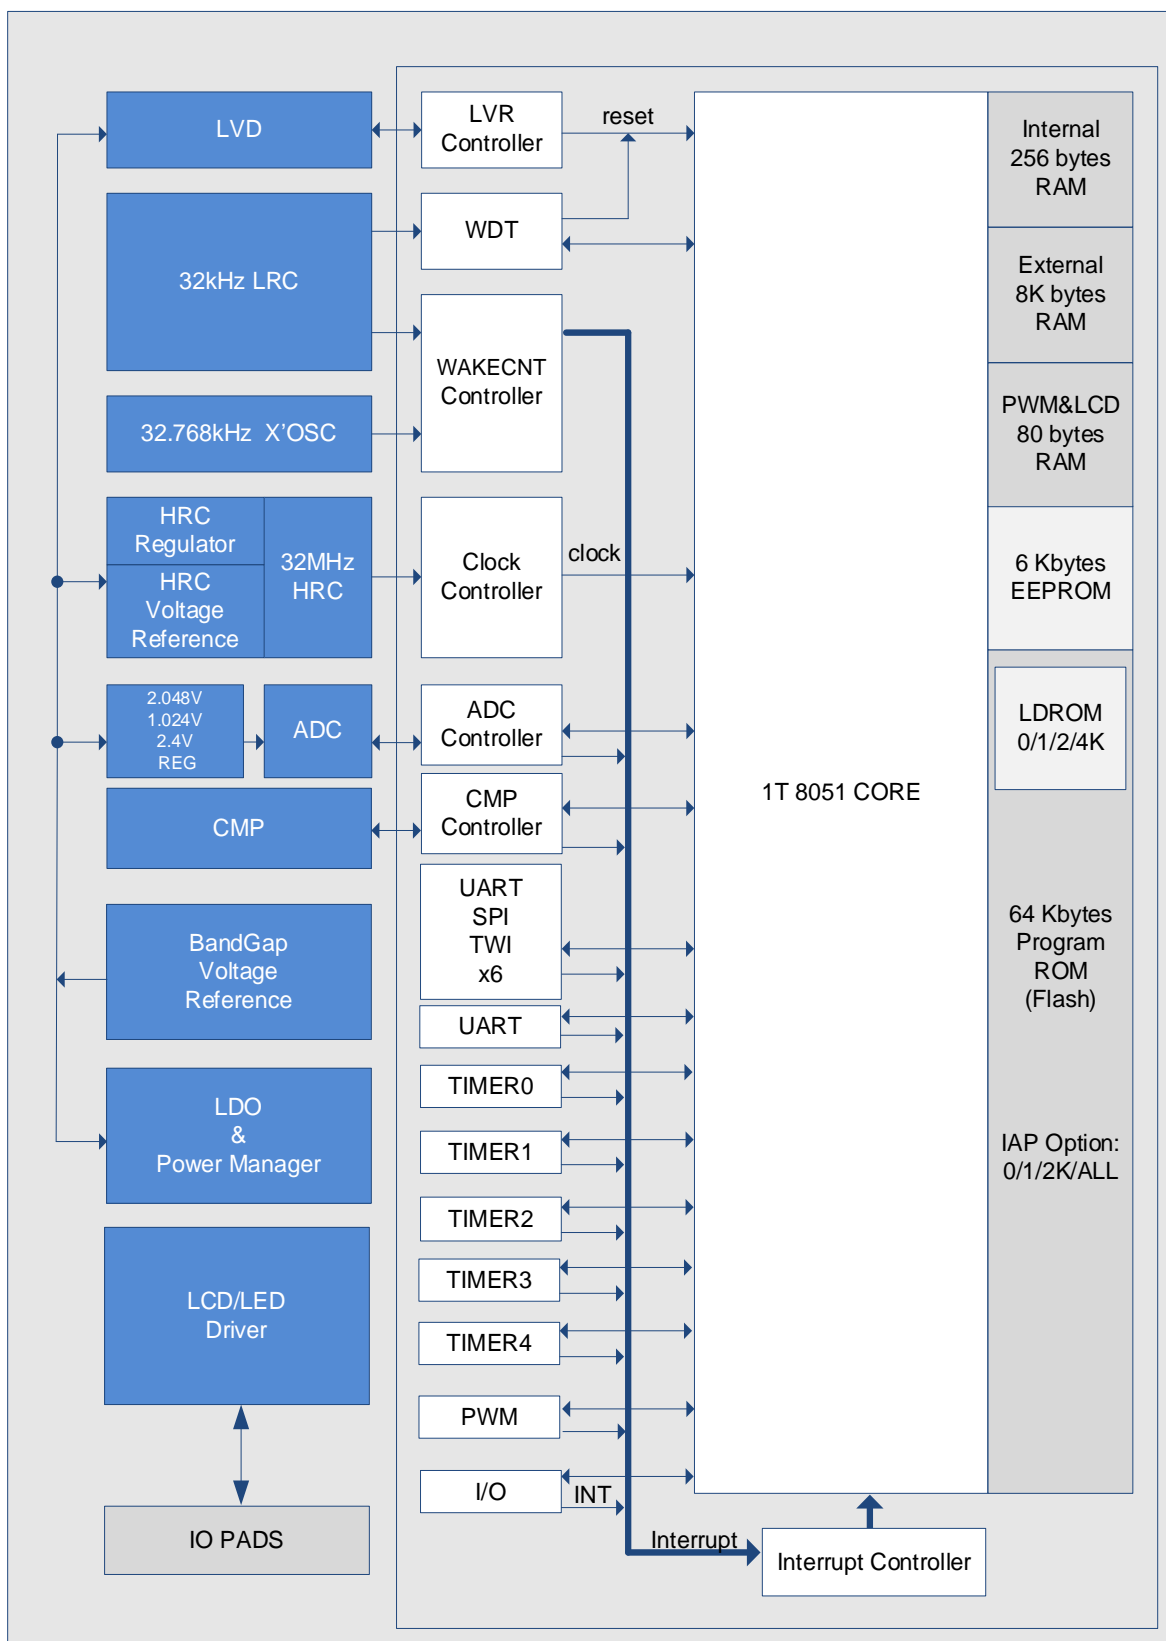 LVD
32kHz LRC
32.768kHz X'OSC
HRC
Regulator
HRC
Voltage
Reference
32MHz
HRC
2.048V
1.024V
2.4V
REG
ADC
CMP
BandGap
Voltage
Reference
LDO
&
Power Manager
LCD/LED
Driver
IO PADS
LVR
Controller
reset
WDT
WAKECNT
Controller
Clock
Controller
clock
ADC
Controller
CMP
Controller
UART
SPI
TWI
x6
UART
TIMER0
TIMER1
TIMER2
TIMER3
TIMER4
PWM
I/O
INT
Interrupt
Interrupt Controller
1T 8051 CORE
Internal
256 bytes
RAM
External
8K bytes
RAM
PWM&LCD
80 bytes
RAM
6 Kbytes
EEPROM
LDROM
0/1/2/4K
64 Kbytes
Program
ROM
(Flash)
IAP Option:
0/1/2K/ALL